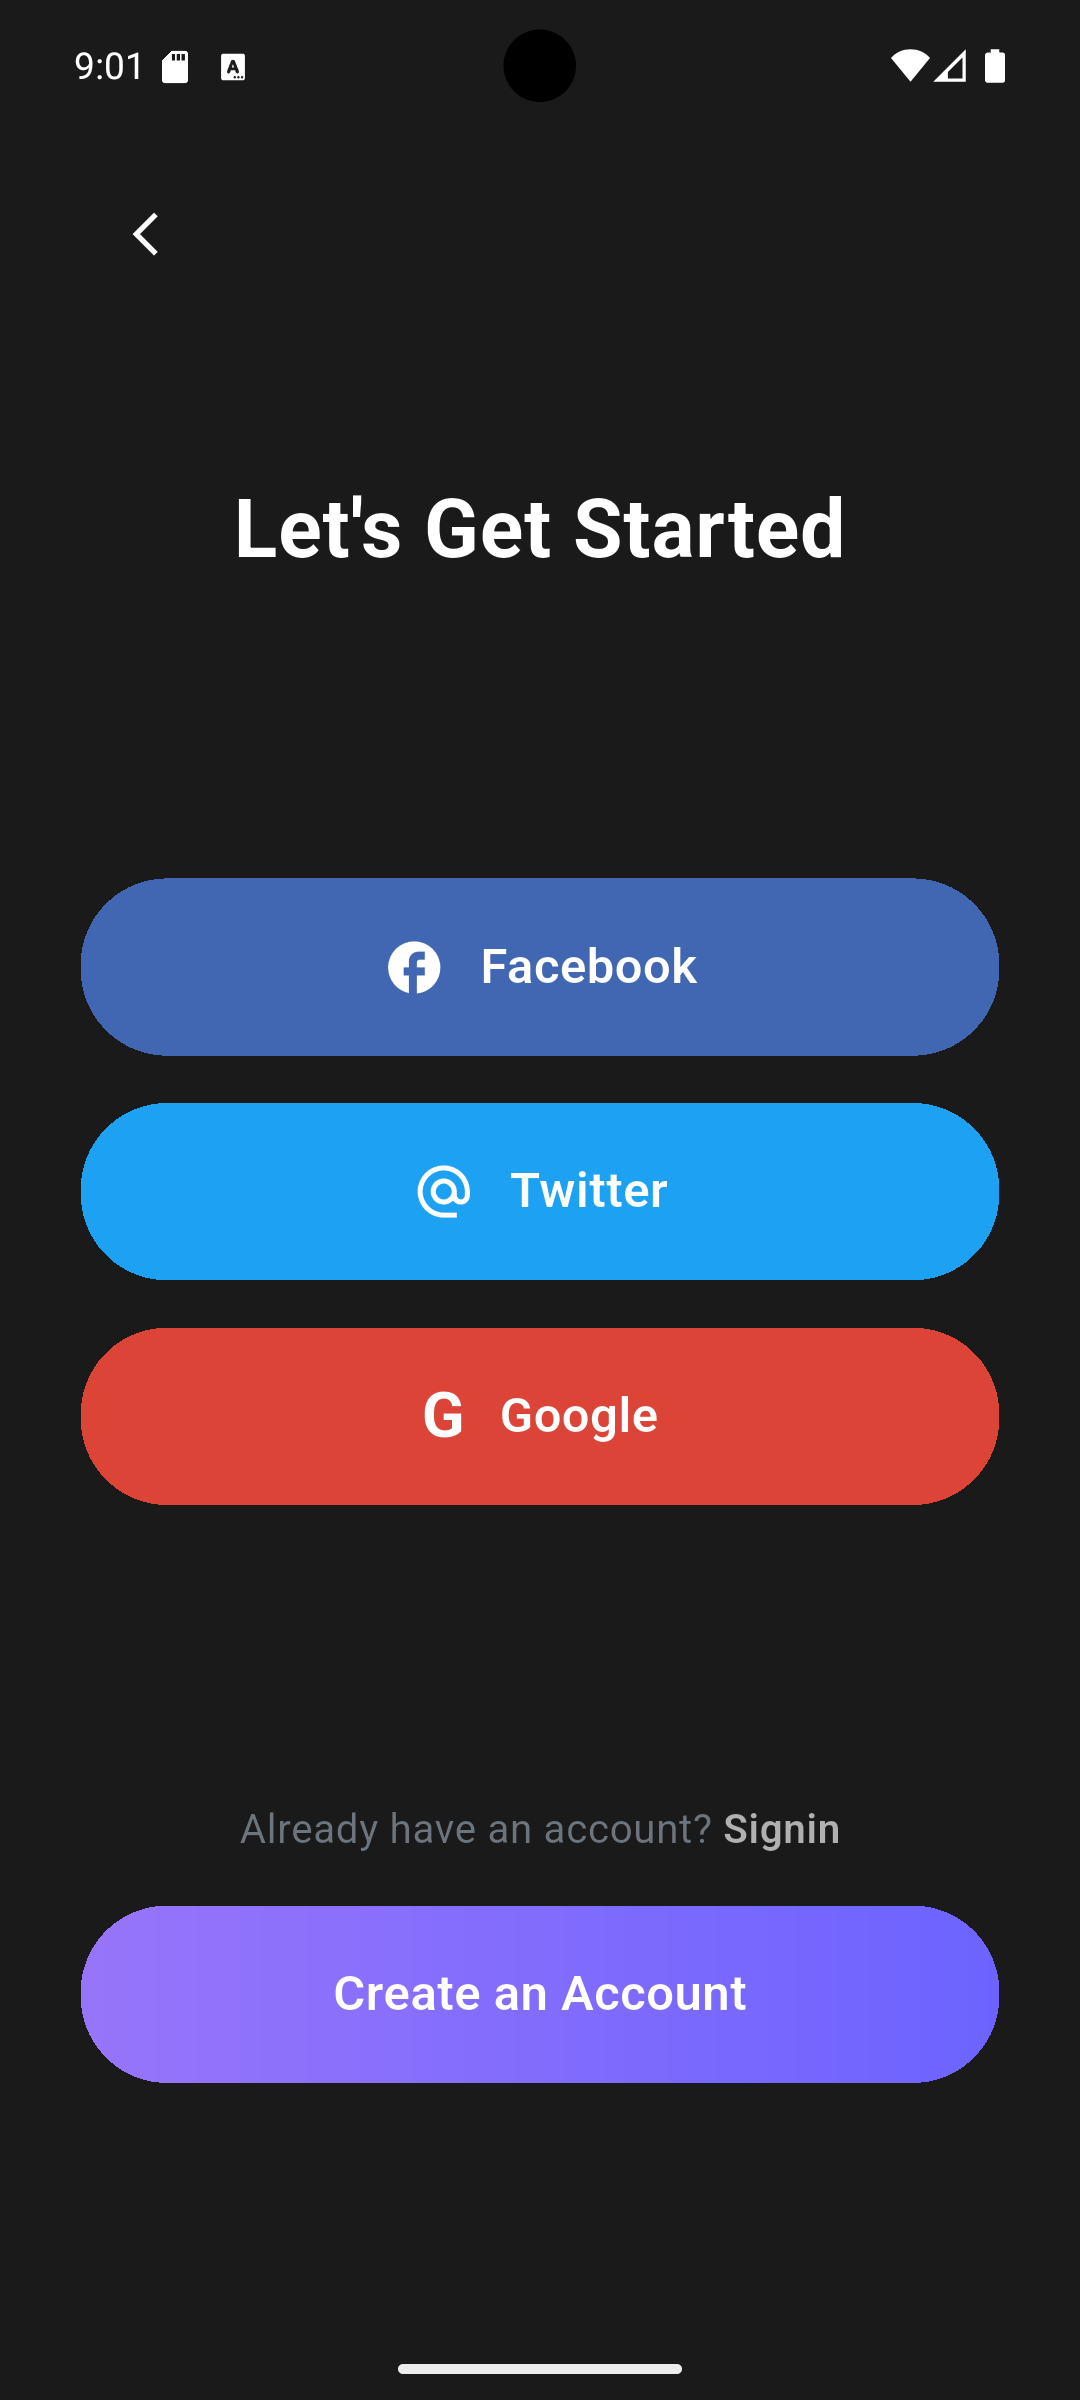 9:01
Let's Get Started
Facebook
Twitter
G Google
Already have an account? Signin
Create an Account